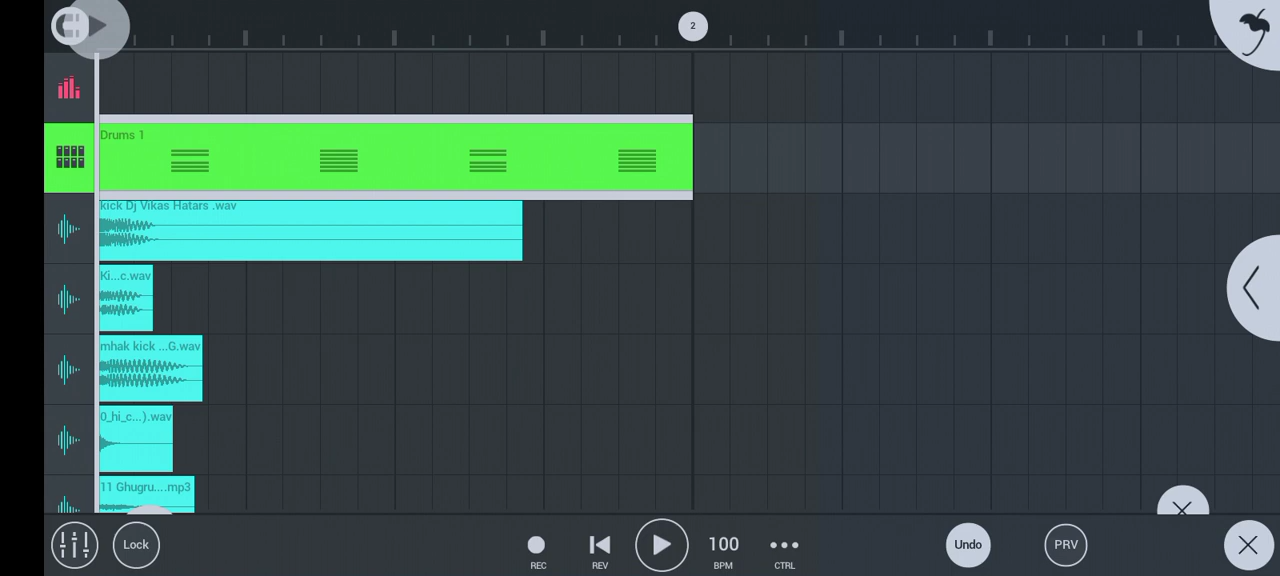 2
Drums 1
kick Dj Vikas Hatars .wav
Ki...c.wav
mhak kick ...G.wav
0_hi_c...).wav
11 Ghugru....mp3
Lock
REC
REV
100
BPM
CTRL
Undo
PRV